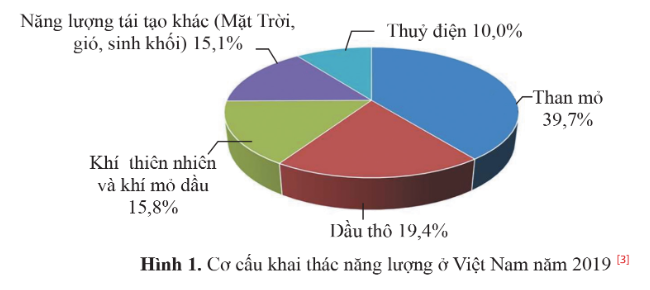 Năng lượng tái tạo khác (Mặt Trời,
gió, sinh khối) 15,1%
Thuỷ điện 10,0%
Than mỏ
39,7%
Khí thiên nhiên
và khí mỏ dầu
15,8%
Dầu thô 19,4%
Hình 1. Cơ cấu khai thác năng lượng ở Việt Nam năm 2019 [3]